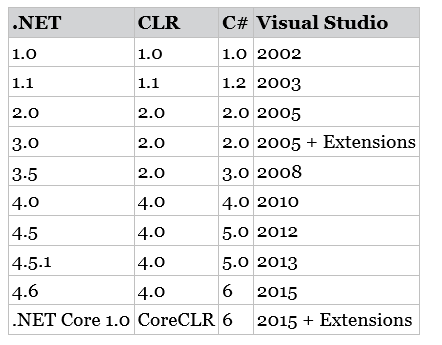 .NET CLR C# Visual Studio
1.0 1.0 1.0 2002
1.1 1.1 1.2 2003
2.0 2.0 2.0 2005
3.0 2.0 2.0 2005 + Extensions
3.5 2.0 3.0 2008
4.0 4.0 4.0 2010
4.5 4.0 5.0 2012
4.5.1 4.0 5.0 2013
4.6 4.0 6 2015
.NET Core 1.0 CoreCLR 6 2015 + Extensions